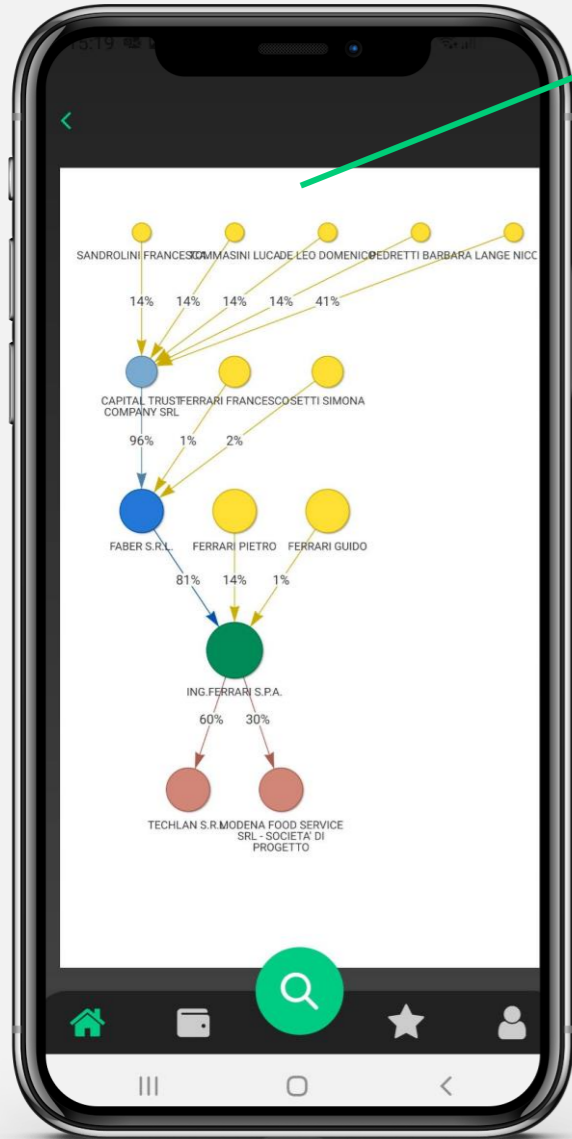 15:19
SANDROLINI FRANCESCA TOMMASINI LUCA DE LEO DOMENICO PEDRETTI BARBARA LANGE NICC
14% 14% 14% 14% 41%
CAPITAL TRUST
COMPANY SRL
FERRARI FRANCESCO SETTI SIMONA
96% 1% 2%
FABER S.R.L. FERRARI PIETRO FERRARI GUIDO
81% 14% 1%
ING.FERRARI S.P.A.
60% 30%
TECHLAN S.R.L. MODENA FOOD SERVICE
SRL - SOCIETA' DI
PROGETTO